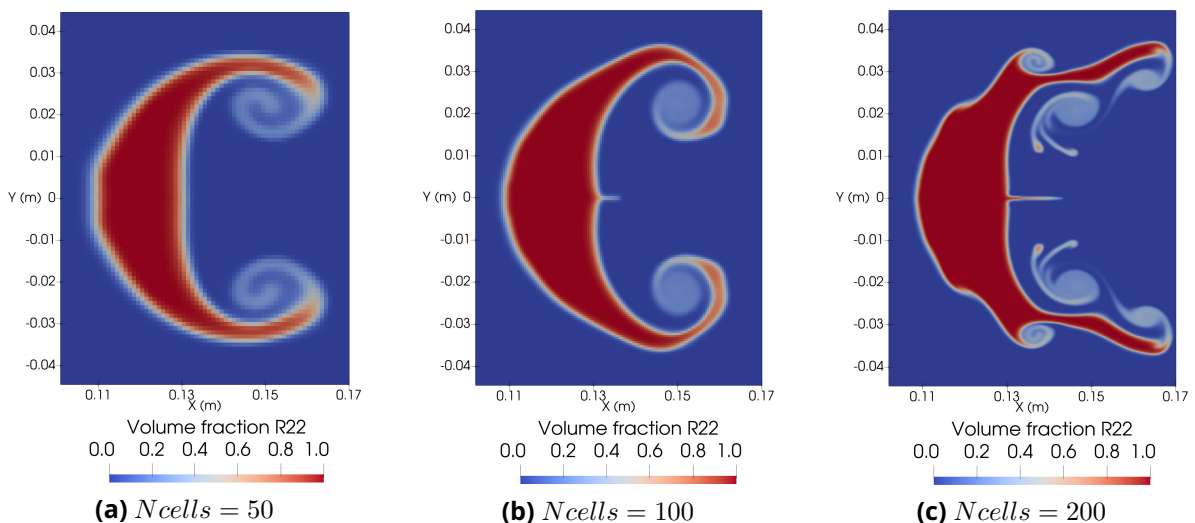 0.04
0.03
0.02
0.01
Y (m) 0
-0.01
-0.02
-0.03
-0.04
0.11 0.13 0.15 0.17
X (m)
Volume fraction R22
0.0 0.2 0.4 0.6 0.8 1.0
(a) Ncells = 50
0.04
0.03
0.02
0.01
Y (m) 0
-0.01
-0.02
-0.03
-0.04
0.11 0.13 0.15 0.17
X (m)
Volume fraction R22
0.0 0.2 0.4 0.6 0.8 1.0
(b) Ncells = 100
0.04
0.03
0.02
0.01
Y (m) 0
-0.01
-0.02
-0.03
-0.04
0.11 0.13 0.15 0.17
X (m)
Volume fraction R22
0.0 0.2 0.4 0.6 0.8 1.0
(c) Ncells = 200